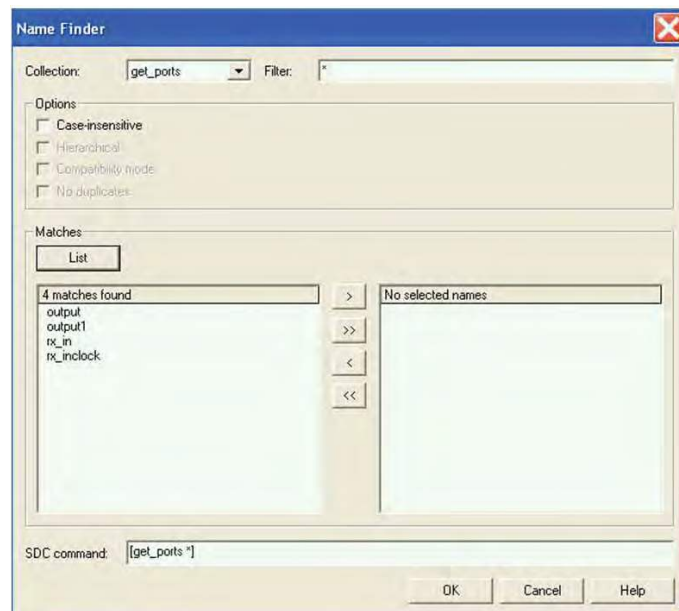 Name Finder
Collection: get_ports Filter: *
Options
Case-insensitive
Hierarchical
Compatibility mode
No duplicates
Matches
List
4 matches found > No selected names
output
output1 >>
rx_in
rx_inclock <
<<
SDC command: [get_ports *]
OK Cancel Help